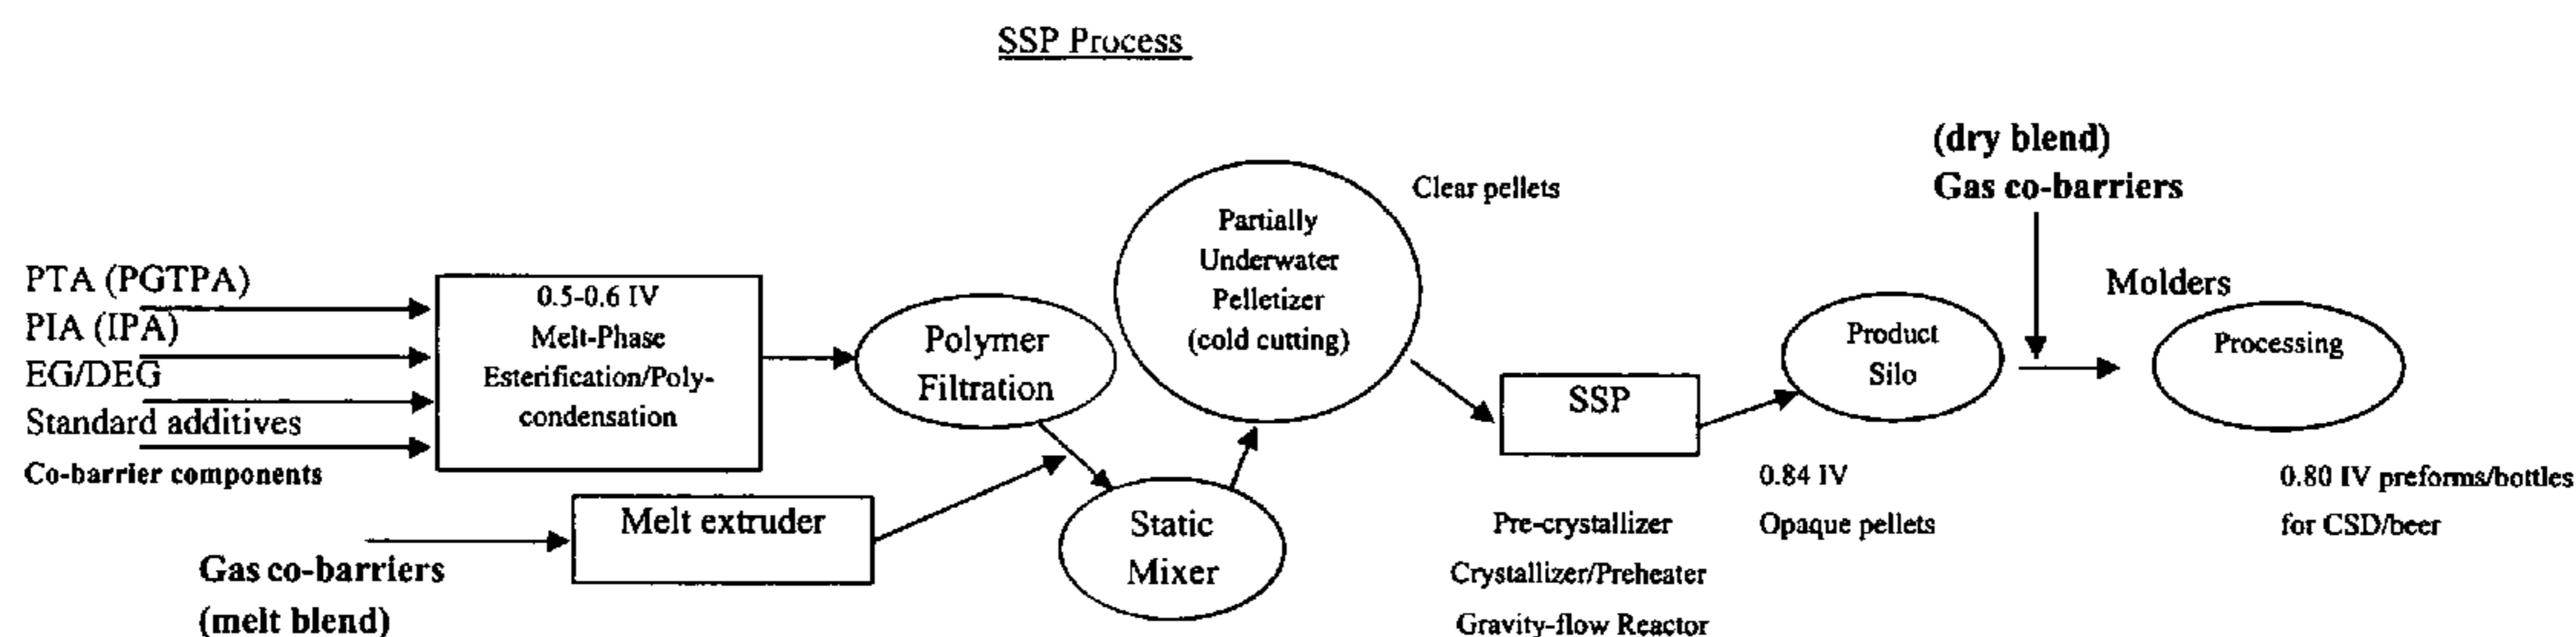 SSP Process
PTA (PGTPA)
PIA (IPA)
EG/DEG
Standard additives
Co-barrier components
0.5-0.6 IV
Melt-Phase
Esterification/Poly-
condensation
Gas co-barriers
(melt blend)
Melt extruder
Polymer
Filtration
Static
Mixer
Partially
Underwater
Pelletizer
(cold cutting)
Clear pellets
SSP
Pre-crystallizer
Crystallizer/Preheater
Gravity-flow Reactor
0.84 IV
Opaque pellets
Product
Silo
(dry blend)
Gas co-barriers
Molders
Processing
0.80 IV preforms/bottles
for CSD/beer